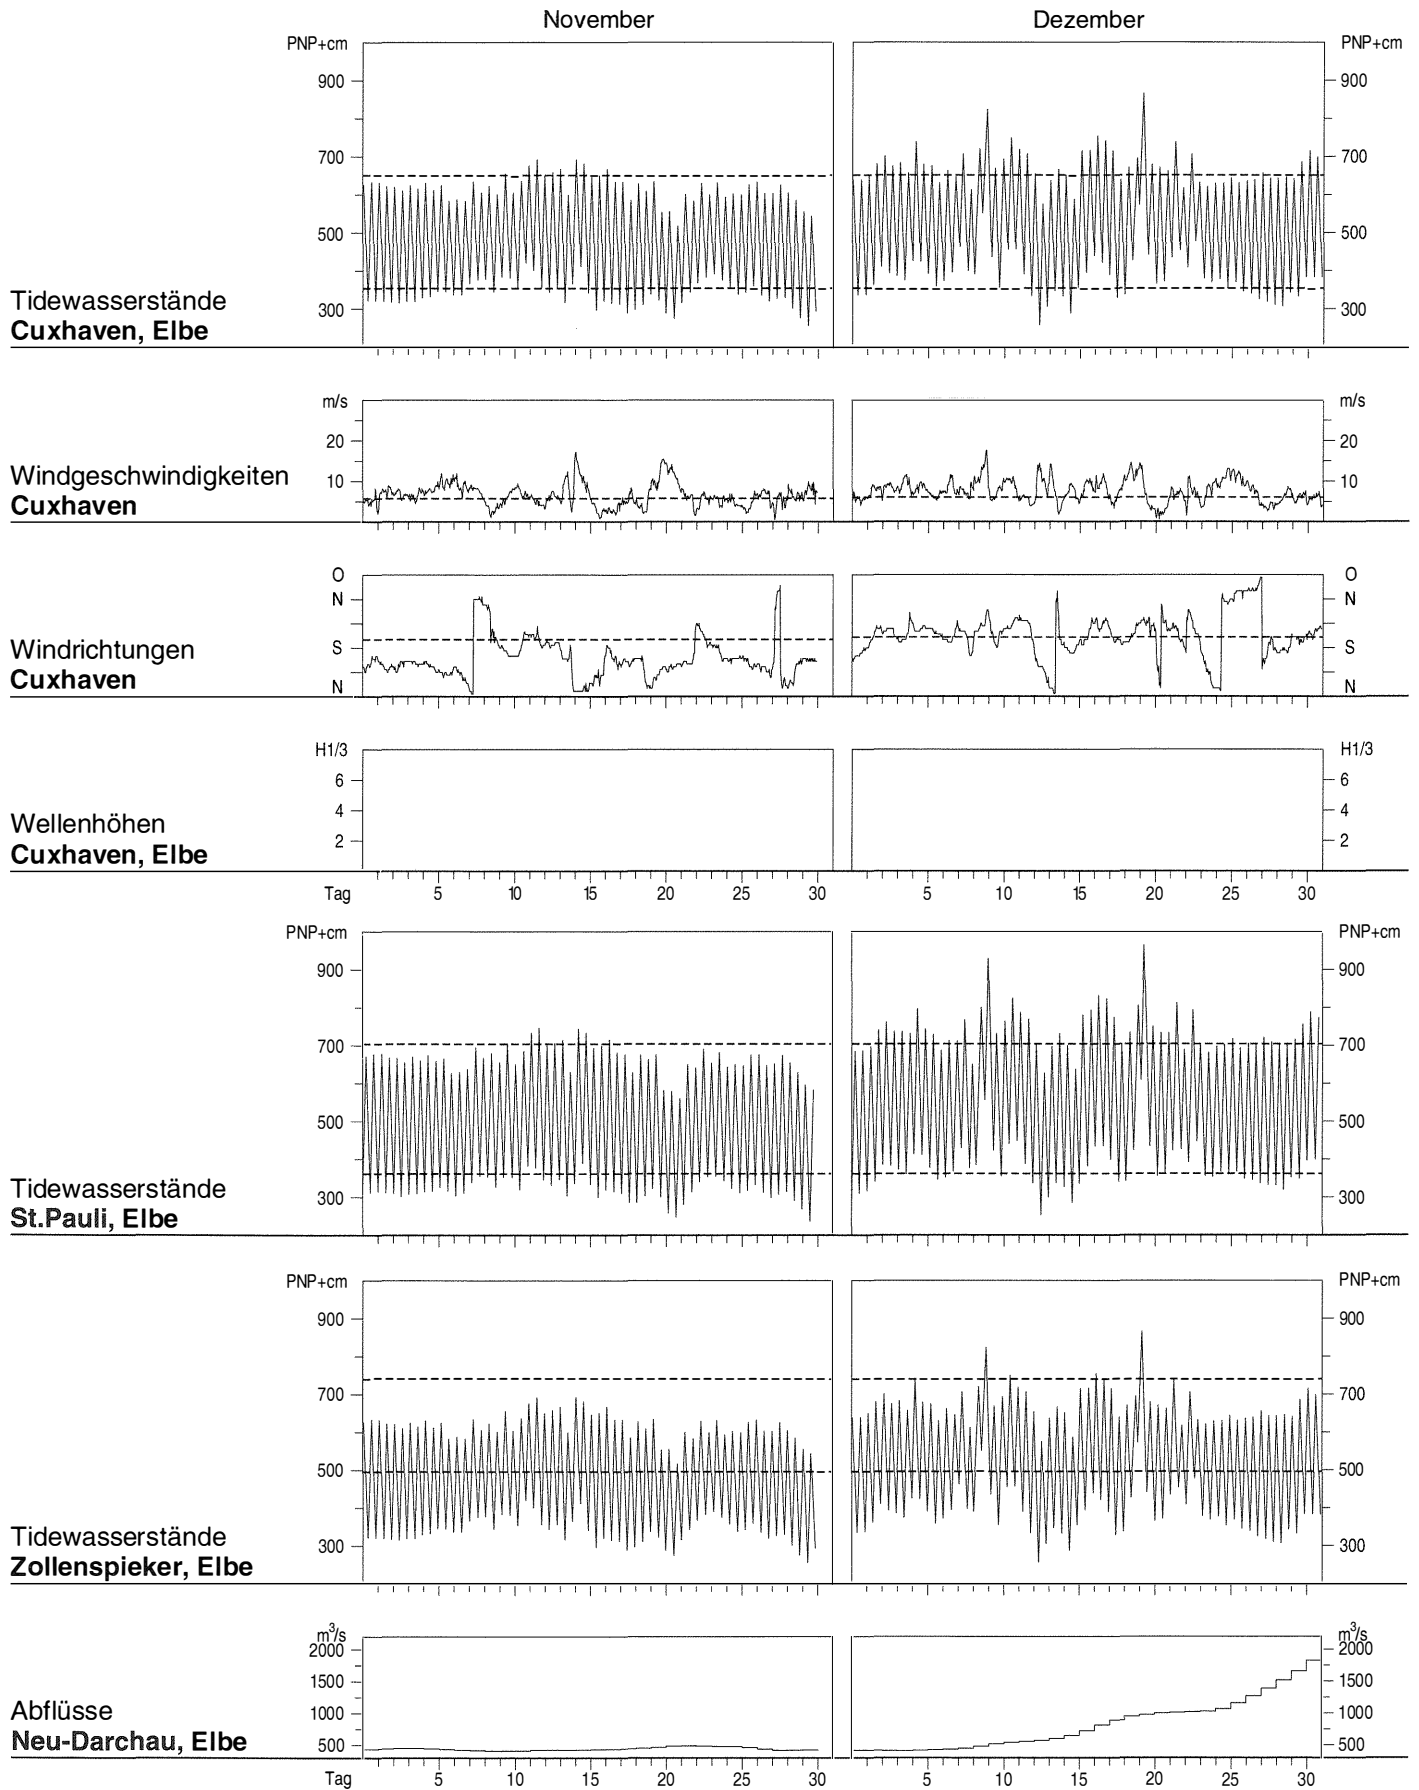 November Dezember
PNP+cm PNP+cm
900 900
700 700
500 500
300 300
Tidewasserstände
Cuxhaven, Elbe
m/s m/s
20 20
10 10
Windgeschwindigkeiten
Cuxhaven
O O
N N
S S
N N
Windrichtungen
Cuxhaven
H1/3 H1/3
6 6
4 4
2 2
Wellenhöhen
Cuxhaven, Elbe
Tag 5 10 15 20 25 30 5 10 15 20 25 30
PNP+cm PNP+cm
900 900
700 700
500 500
300 300
Tidewasserstände
St.Pauli, Elbe
PNP+cm PNP+cm
900 900
700 700
500 500
300 300
Tidewasserstände
Zollenspieker, Elbe
m³/s m³/s
2000 2000
1500 1500
1000 1000
500 500
Abflüsse
Neu-Darchau, Elbe
Tag 5 10 15 20 25 30 5 10 15 20 25 30